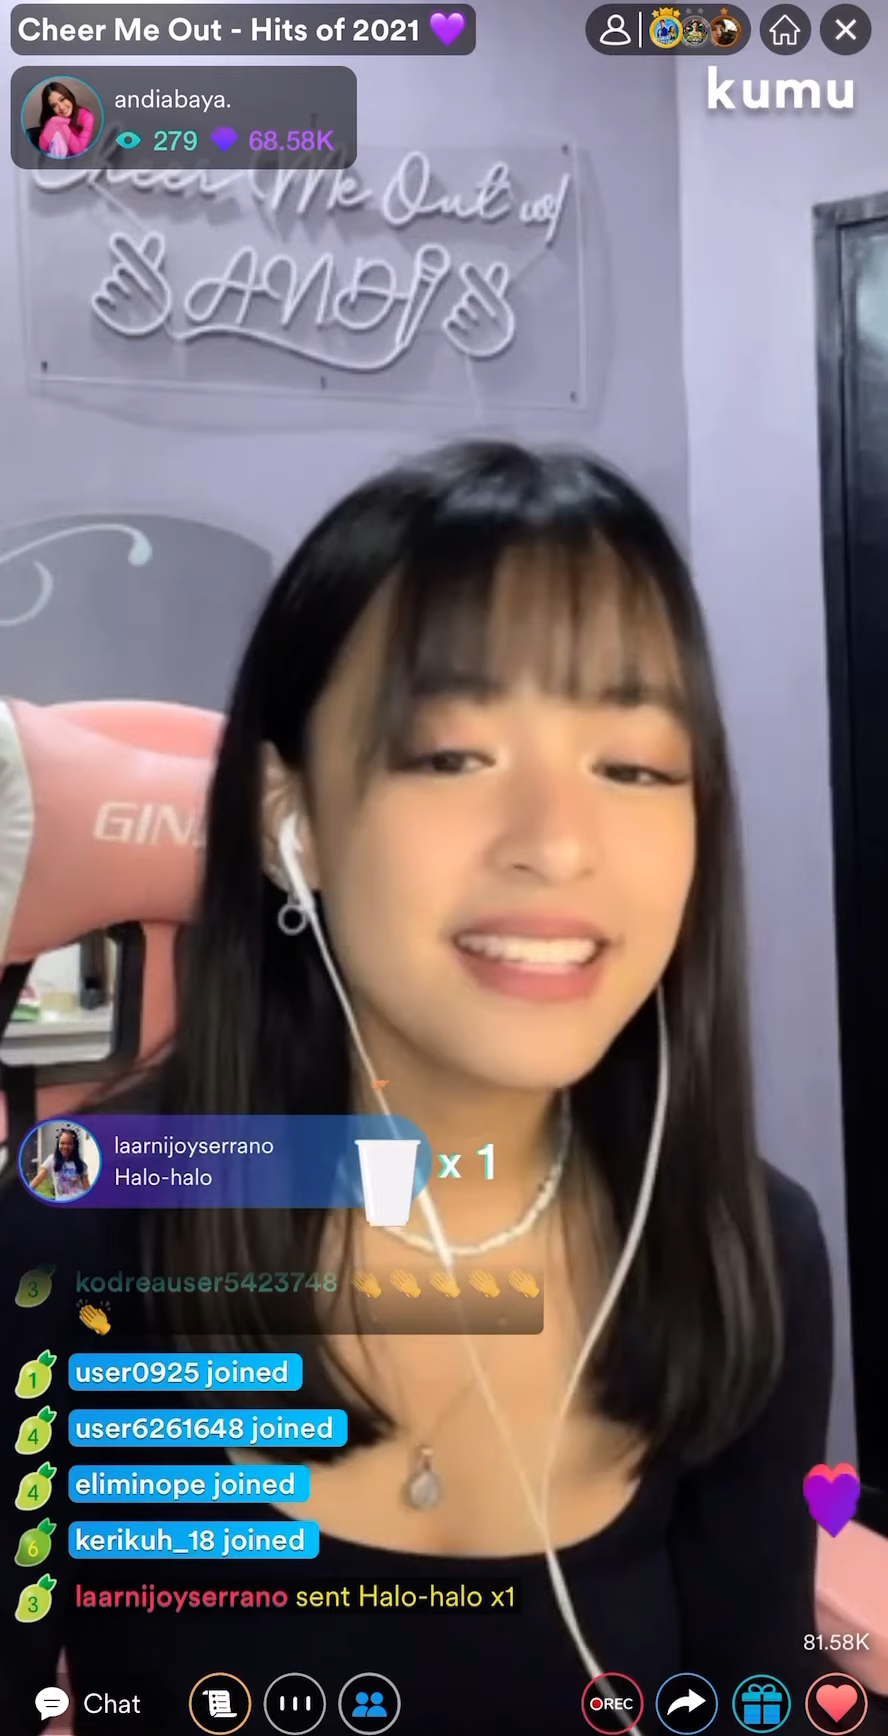 Cheer Me Out - Hits of 2021 💜
andiabaya.
279 68.58K
kumu
Cheer Me Out w/
ANDI
GIN
laarnijoyserrano
Halo-halo
x 1
3 kodreauser5423748 👏👏👏👏👏
👏
1 user0925 joined
4 user6261648 joined
4 eliminope joined
6 kerikuh_18 joined
3 laarnijoyserrano sent Halo-halo x1
81.58K
Chat
REC